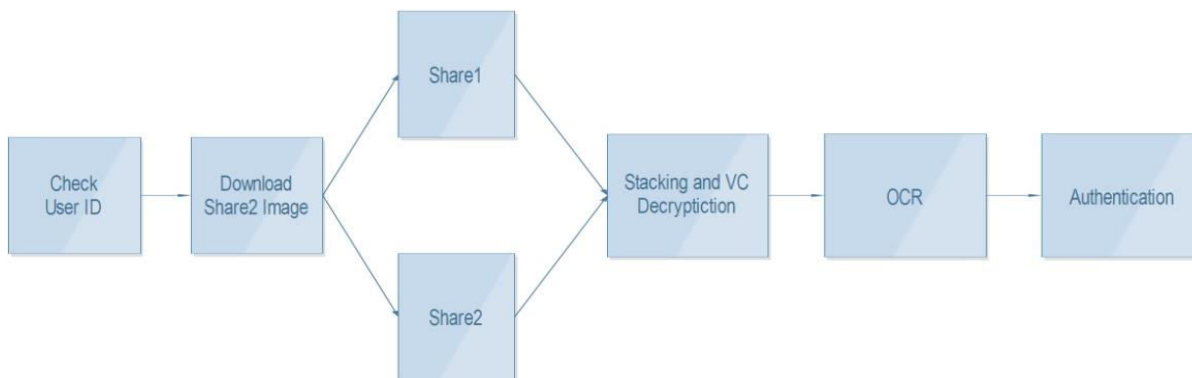 Check
User ID
Download
Share2 Image
Share1
Share2
Stacking and VC
Decryptiction
OCR
Authentication